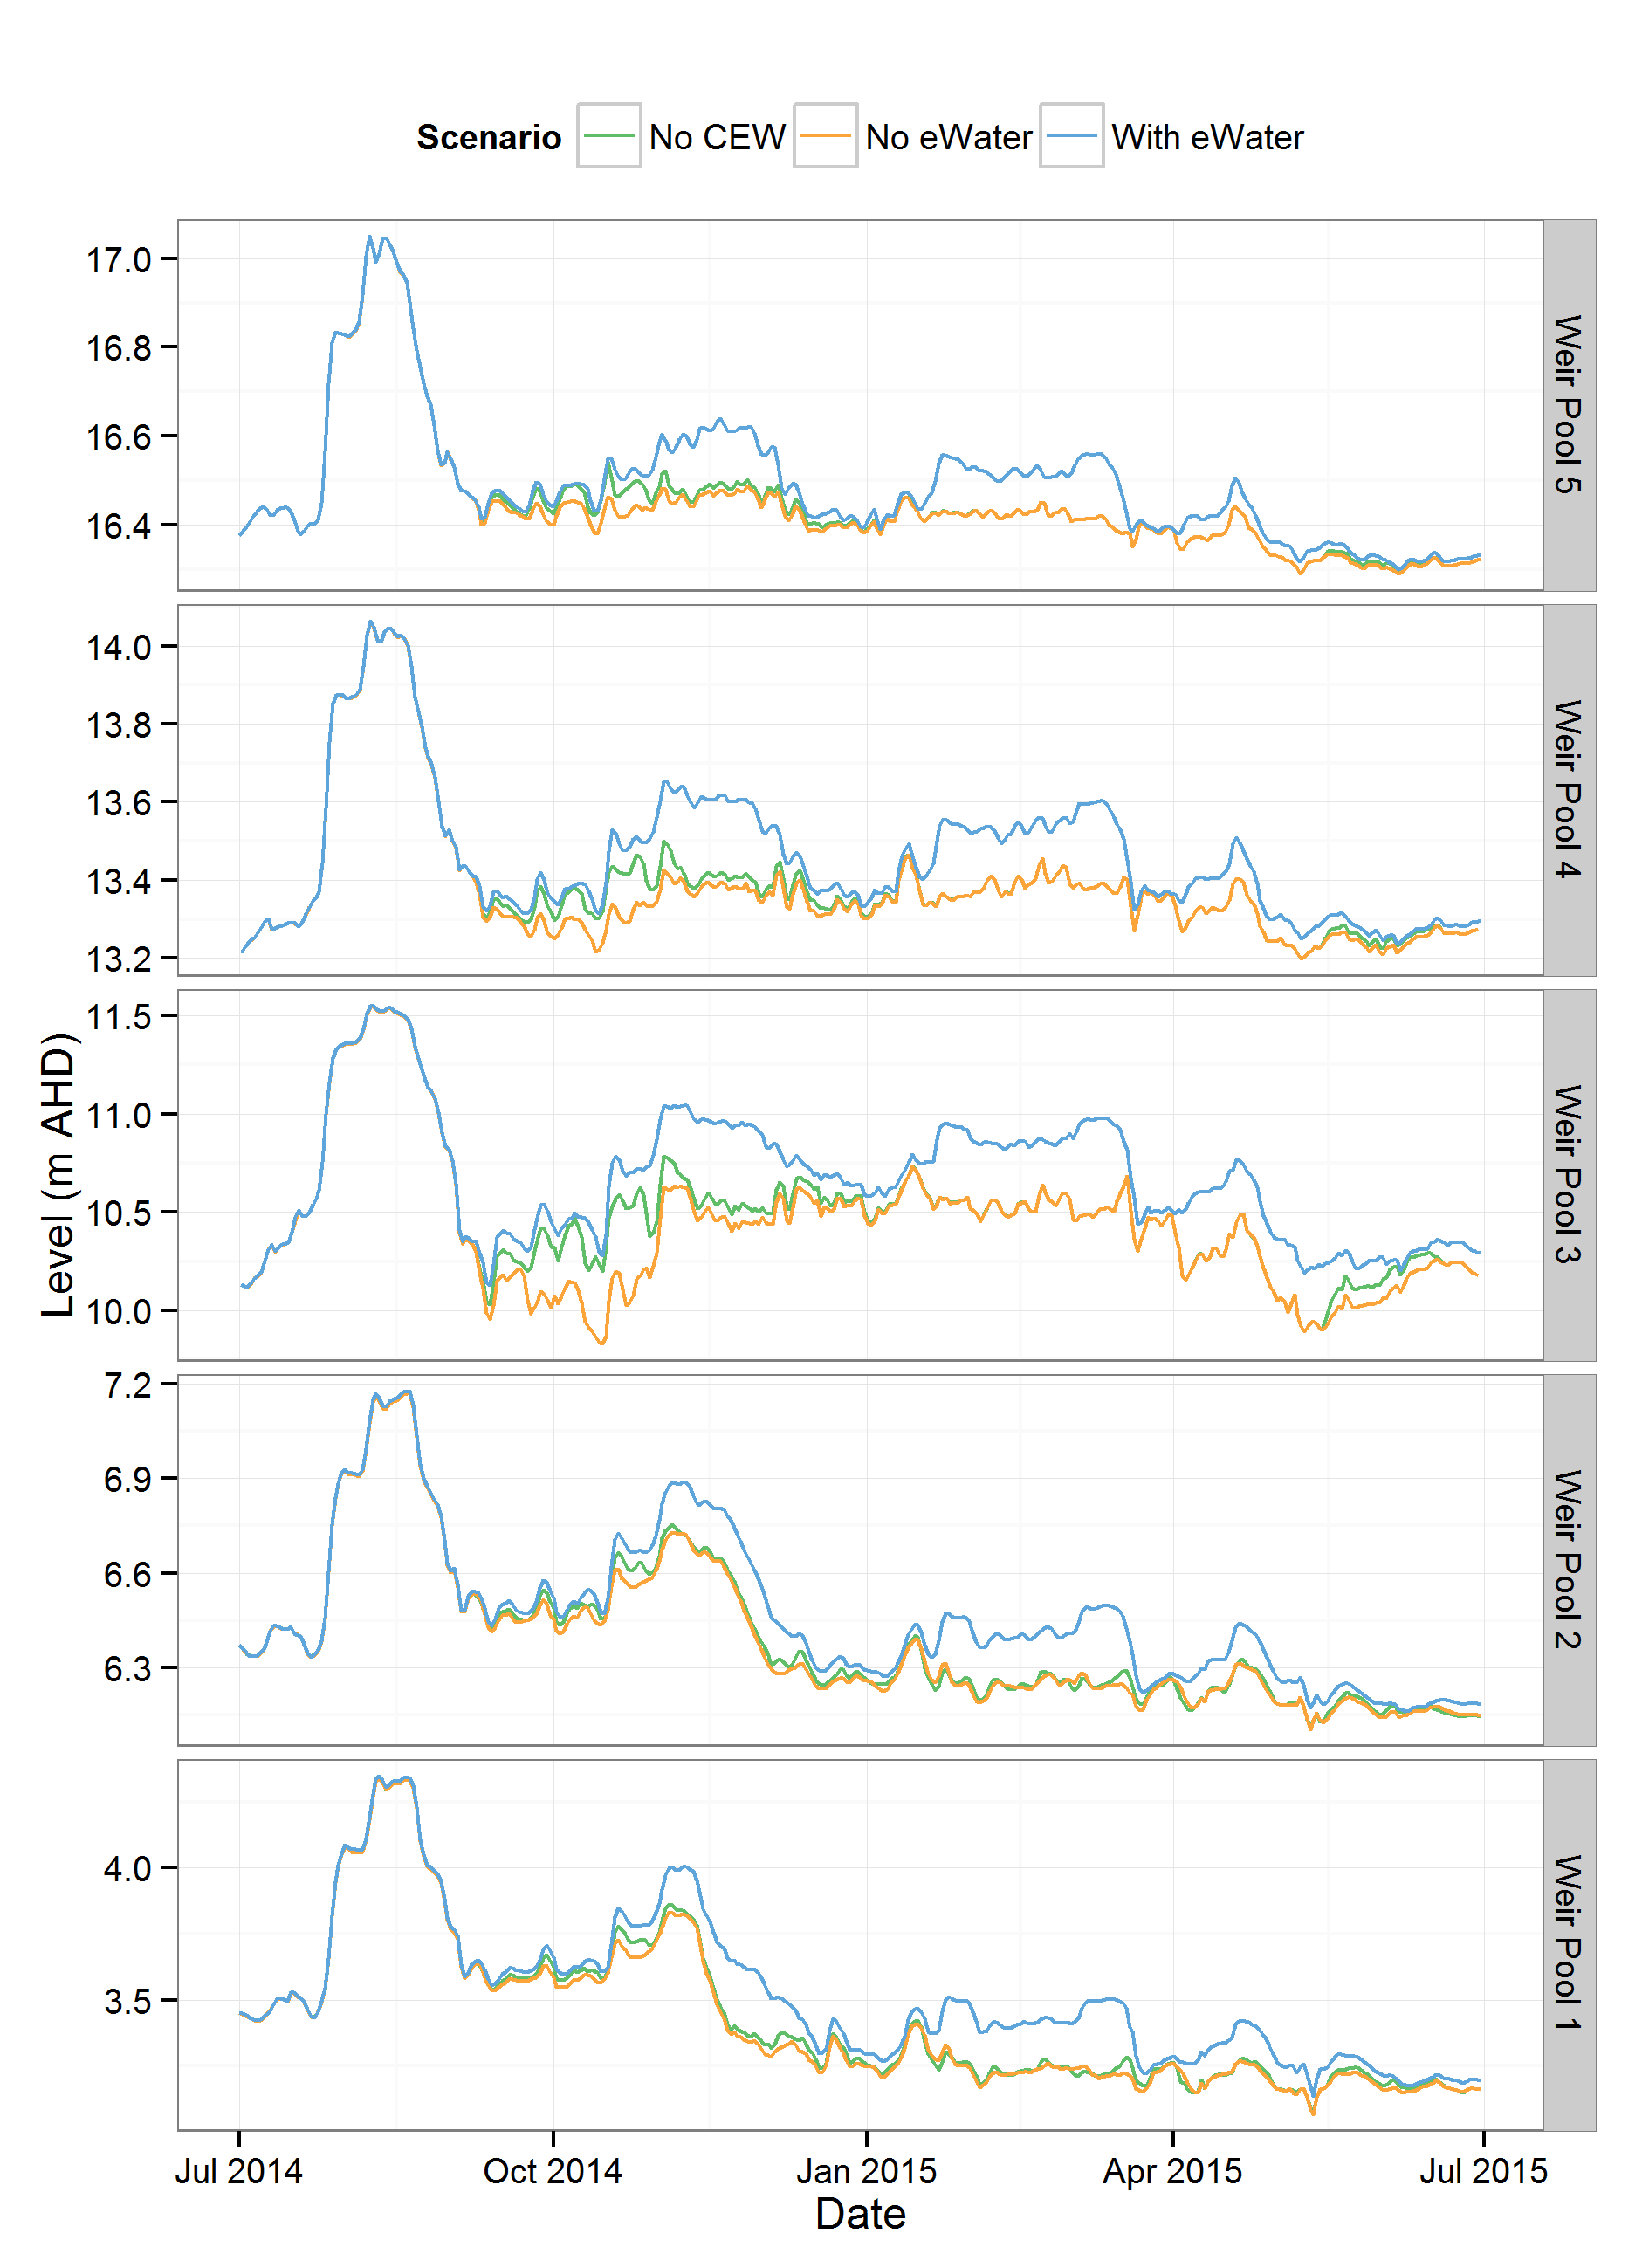 Scenario No CEW No eWater With eWater
17.0
16.8
16.6
16.4
Weir Pool 5
14.0
13.8
13.6
13.4
13.2
Weir Pool 4
11.5
11.0
10.5
10.0
Weir Pool 3
Level (m AHD)
7.2
6.9
6.6
6.3
Weir Pool 2
4.0
3.5
Weir Pool 1
Jul 2014 Oct 2014 Jan 2015 Apr 2015 Jul 2015
Date